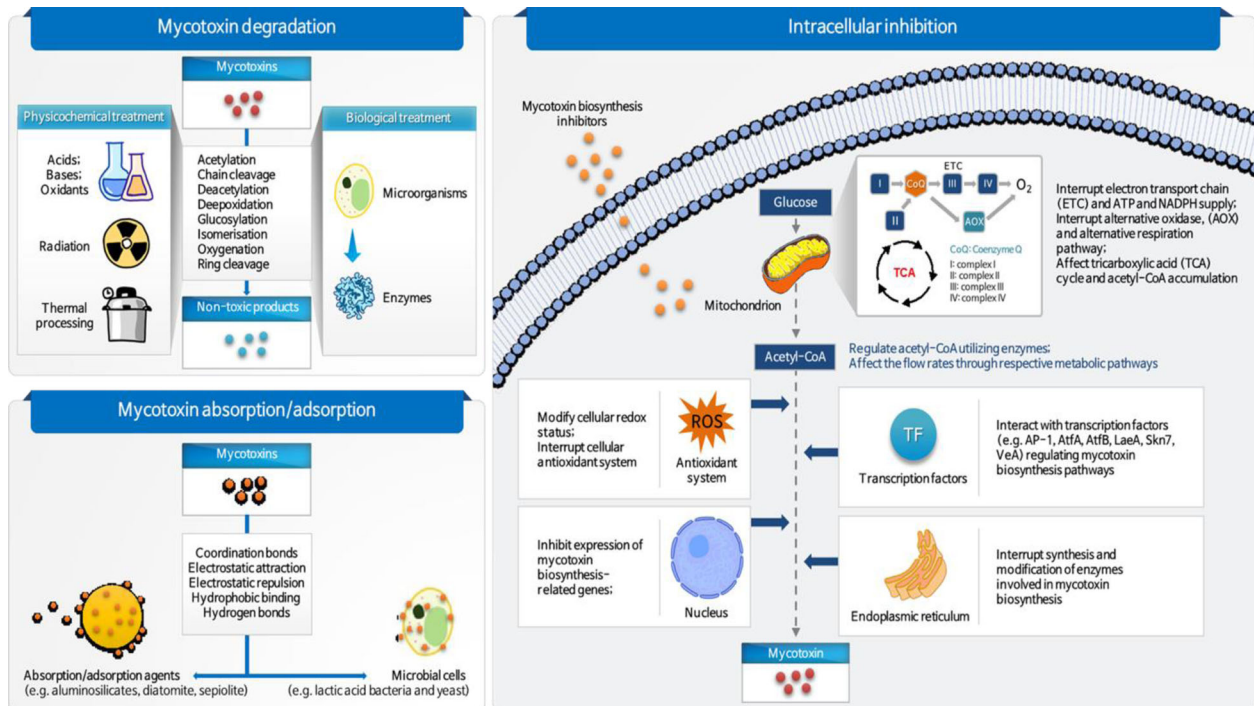 Mycotoxin degradation
Mycotoxins
Physicochemical treatment
Acids;
Bases;
Oxidants
Radiation
Thermal
processing
Acetylation
Chain cleavage
Deacetylation
Deepoxidation
Glucosylation
Isomerisation
Oxygenation
Ring cleavage
Non-toxic products
Biological treatment
Microorganisms
Enzymes
Mycotoxin absorption/adsorption
Mycotoxins
Coordination bonds
Electrostatic attraction
Electrostatic repulsion
Hydrophobic binding
Hydrogen bonds
Absorption/adsorption agents
(e.g. aluminosilicates, diatomite, sepiolite)
Microbial cells
(e.g. lactic acid bacteria and yeast)
Intracellular inhibition
Mycotoxin biosynthesis
inhibitors
Glucose
Mitochondrion
ETC
I
CoQ
III
IV
O2
II
AOX
TCA
CoQ: Coenzyme Q
I: complex I
II: complex II
III: complex III
IV: complex IV
Interrupt electron transport chain
(ETC) and ATP and NADPH supply;
Interrupt alternative oxidase, (AOX)
and alternative respiration
pathway;
Affect tricarboxylic acid (TCA)
cycle and acetyl-CoA accumulation
Acetyl-CoA
Regulate acetyl-CoA utilizing enzymes;
Affect the flow rates through respective metabolic pathways
Modify cellular redox
status;
Interrupt cellular
antioxidant system
ROS
Antioxidant
system
TF
Transcription factors
Interact with transcription factors
(e.g. AP-1, AtfA, AtfB, LaeA, Skn7,
VeA) regulating mycotoxin
biosynthesis pathways
Inhibit expression of
mycotoxin
biosynthesis-
related genes;
Nucleus
Endoplasmic reticulum
Interrupt synthesis and
modification of enzymes
involved in mycotoxin
biosynthesis
Mycotoxin